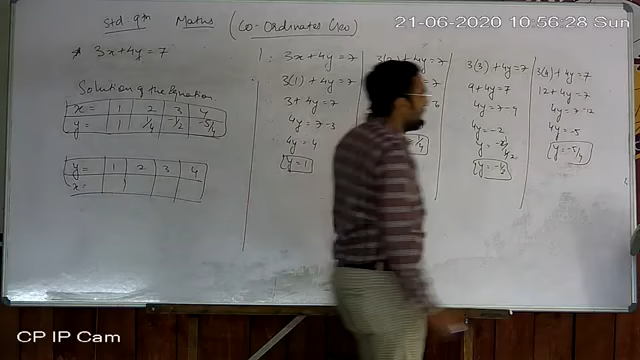 Std-9th Maths (Co-Ordinates Geo)
21-06-2020 10:56:28 Sun
* 3x+4y=7
Solution of the Equation
x= 1 2 3 4
y= 1 1/4 -1/2 -5/4
y= 1 2 3 4
x= 1
1: 3x+4y=7
3(1)+4y=7
3+4y=7
4y=7-3
4y=4
y=1
+4y=7
=7
1/4
3(3)+4y=7
9+4y=7
4y=7-9
4y=-2
y=-2/4
y=-1/2
3(4)+4y=7
12+4y=7
4y=7-12
4y=-5
y=-5/4
CP IP Cam